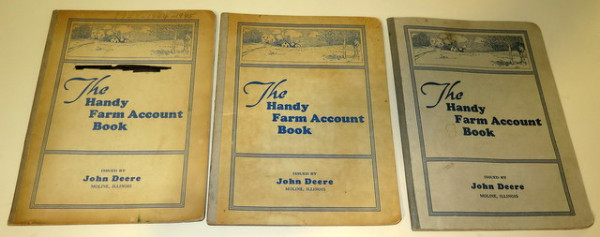 The
Handy
Farm Account
Book
ISSUED BY
John Deere
MOLINE, ILLINOIS
The
Handy
Farm Account
Book
ISSUED BY
John Deere
MOLINE, ILLINOIS
The
Handy
Farm Account
Book
ISSUED BY
John Deere
MOLINE, ILLINOIS